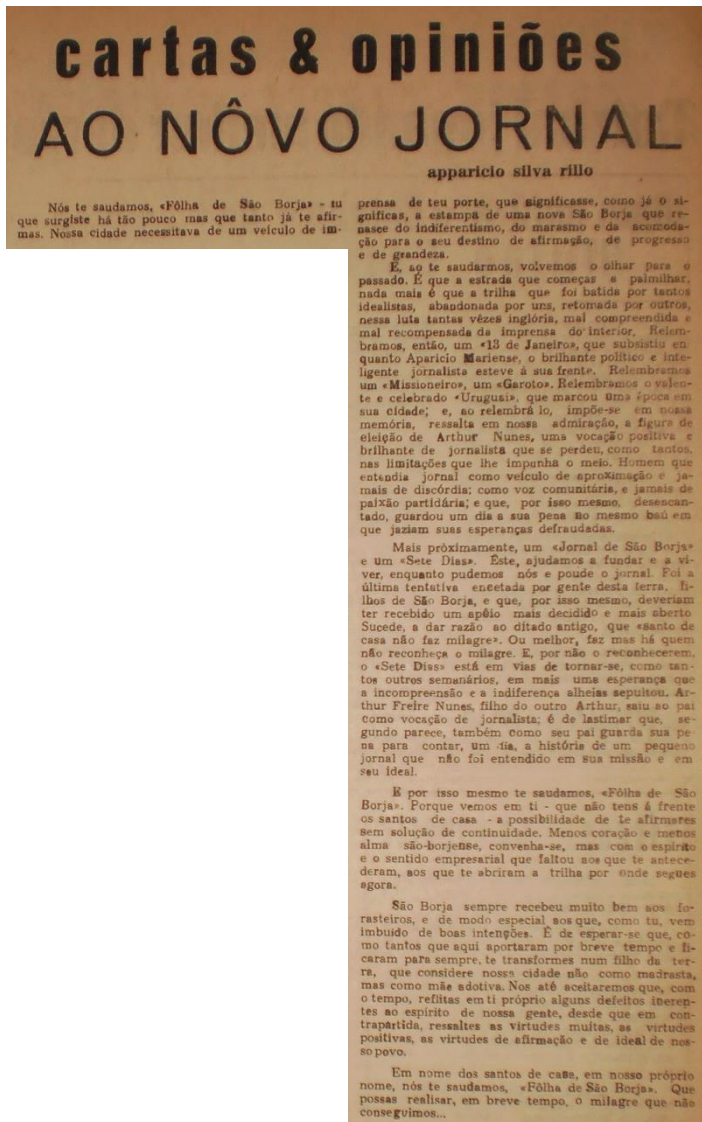 cartas & opiniões
AO NÔVO JORNAL
apparicio silva rillo
Nós te saudamos, «Fôlha de São Borja» - tu
que surgiste há tão pouco mas que tanto já te afir-
mas. Nossa cidade necessitava de um veículo de im-
prensa de teu porte, que significasse, como já o si-
gnificas, a estampa de uma nova São Borja que re-
nasce do indiferentismo, do marasmo e da acomoda-
ção para o seu destino de afirmação, de progresso
e de grandeza.
E, ao te saudarmos, volvemos o olhar para o
passado. É que a estrada que começas a palmilhar,
nada mais é que a trilha que foi batida por tantos
idealistas, abandonada por uns, retomada por outros,
nessa luta tantas vêzes inglória, mal compreendida e
mal recompensada da imprensa do interior. Relem-
bramos, então, um «13 de Janeiro», que subsistiu en
quanto Aparicio Mariense, o brilhante político e inte-
ligente jornalista esteve á sua frente. Relembramos
um «Missioneiro», um «Garoto». Relembramos o valen-
te e celebrado «Uruguai», que marcou uma época em
sua cidade; e, ao relembrá lo, impõe-se em nossa
memória, ressalta em nossa admiração, a figura de
eleição de Arthur Nunes, uma vocação positiva e
brilhante de jornalista que se perdeu, como tantos,
nas limitações que lhe impunha o meio. Homem que
entendia jornal como veículo de aproximação e ja-
mais de discórdia; como voz comunitária, e jamais de
paixão partidária; e que, por isso mesmo, desencan-
tado, guardou um dia a sua pena no mesmo baú em
que jaziam suas esperanças defraudadas.
Mais pròximamente, um «Jornal de São Borja»
e um «Sete Dias». Êste, ajudamos a fundar e a vi-
ver, enquanto pudemos nós e poude o jornal. Foi a
última tentativa encetada por gente desta terra, fi-
lhos de São Borja, e que, por isso mesmo, deveriam
ter recebido um apôio mais decidido e mais aberto
Sucede, a dar razão ao ditado antigo, que «santo de
casa não faz milagre». Ou melhor, faz mas há quem
não reconheça o milagre. E, por não o reconhecerem,
o «Sete Dias» está em vias de tornar-se, como tan-
tos outros semanários, em mais uma esperança que
a incompreensão e a indiferença alheias sepultou. Ar-
thur Freire Nunes, filho do outro Arthur, saiu ao pai
como vocação de jornalista; é de lastimar que, se-
gundo parece, também como seu pai guarda sua pe-
na para contar, um dia, a história de um pequeno
jornal que não foi entendido em sua missão e em
seu ideal.
E por isso mesmo te saudamos, «Fôlha de São
Borja». Porque vemos em ti - que não tens á frente
os santos de casa - a possibilidade de te afirmares
sem solução de continuidade. Menos coração e menos
alma são-borjense, convenha-se, mas com o espírito
e o sentido empresarial que faltou aos que te antece-
deram, aos que te abriram a trilha por onde segues
agora.
São Borja sempre recebeu muito bem aos fo-
rasteiros, e de modo especial aos que, como tu, vem
imbuido de boas intenções. É de esperar-se que, co-
mo tantos que aqui aportaram por breve tempo e fi-
caram para sempre, te transformes num filho da ter-
ra, que considere nossa cidade não como madrasta,
mas como mãe adotiva. Nos até aceitaremos que, com
o tempo, reflitas em ti próprio alguns defeitos ineren-
tes ao espírito de nossa gente, desde que em con-
trapartida, ressaltes as virtudes muitas, as virtudes
positivas, as virtudes de afirmação e de ideal de nos-
so povo.
Em nome dos santos de casa, em nosso próprio
nome, nós te saudamos, «Fôlha de São Borja». Que
possas realisar, em breve tempo, o milagre que não
conseguimos...